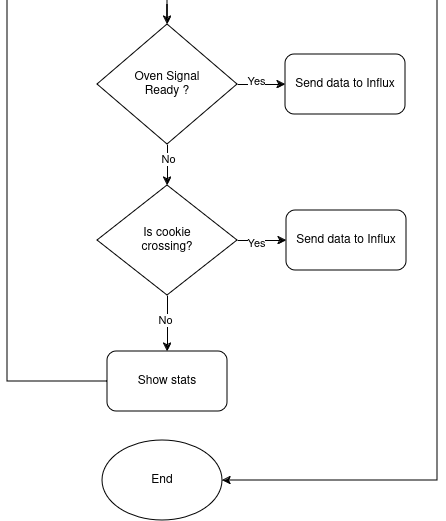 Oven Signal
Ready ?
Yes
Send data to Influx
No
Is cookie
crossing?
Yes
Send data to Influx
No
Show stats
End